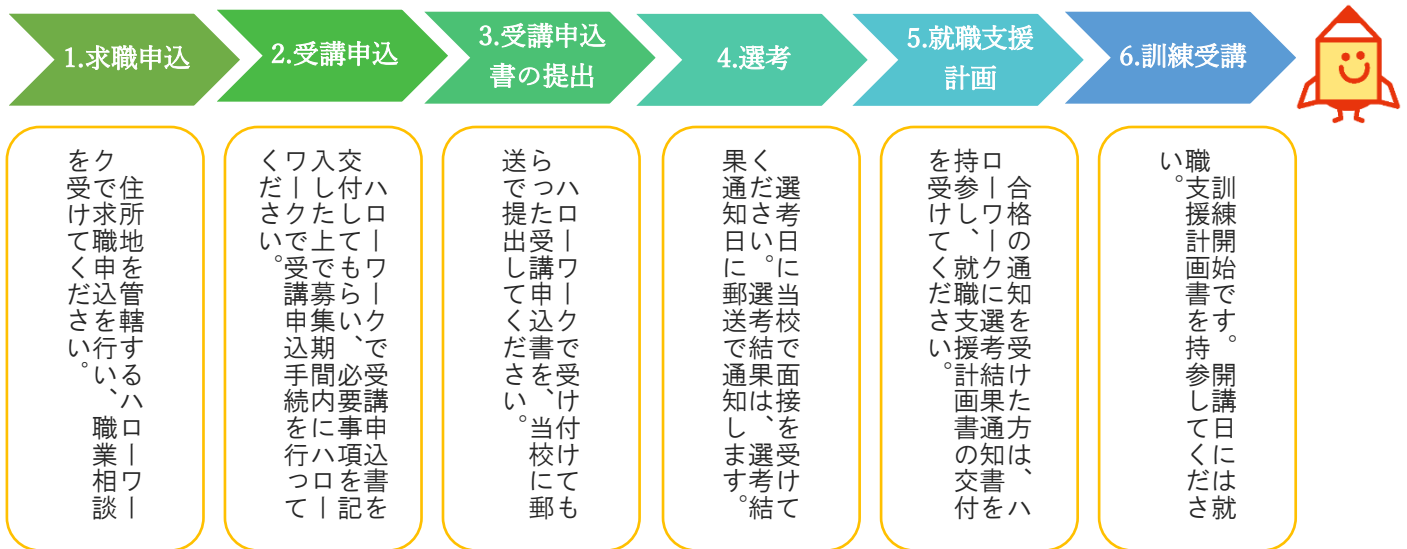 1.求職申込
2.受講申込
3.受講申込
書の提出
4.選考
5.就職支援
計画
6.訓練受講
住所地を管轄するハローワー
クで求職申込を行い、職業相談
を受けてください。
ハローワークで受講申込書を
交付してもらい、必要事項を記
入した上で募集期間内にハロー
ワークで受講申込手続を行って
ください。
ハローワークで受け付けても
らった受講申込書を、当校に郵
送で提出してください。
選考日に当校で面接を受けて
ください。選考結果は、選考結
果通知日に郵送で通知します。
合格の通知を受けた方は、ハ
ローワークに選考結果通知書を
持参し、就職支援計画書の交付
を受けてください。
訓練開始です。開講日には就
職支援計画書を持参してくださ
い。